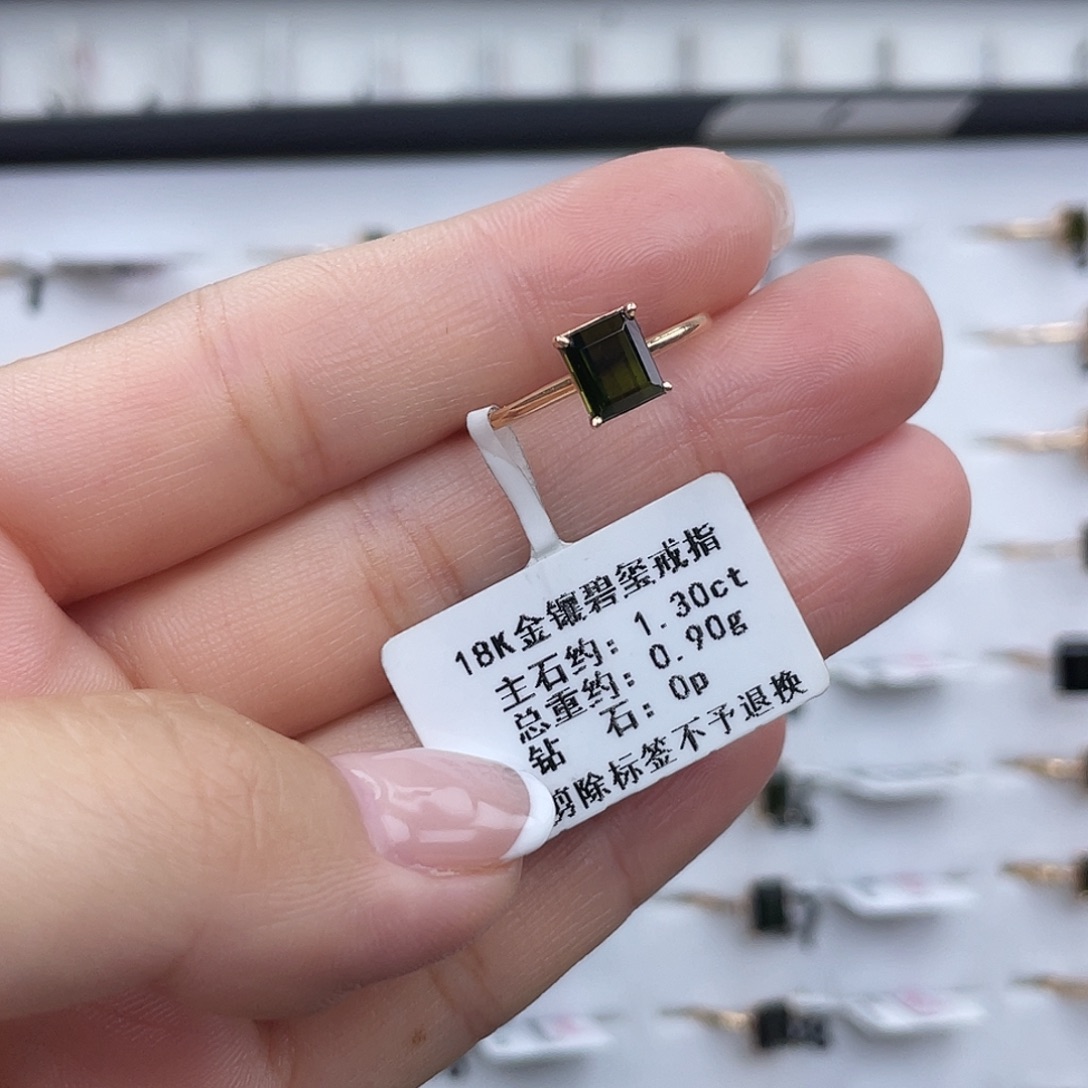 18K金镶碧玺戒指
主石约: 1.30ct
总重约: 0.90g
钻 石: 0p
剪除标签不予退换